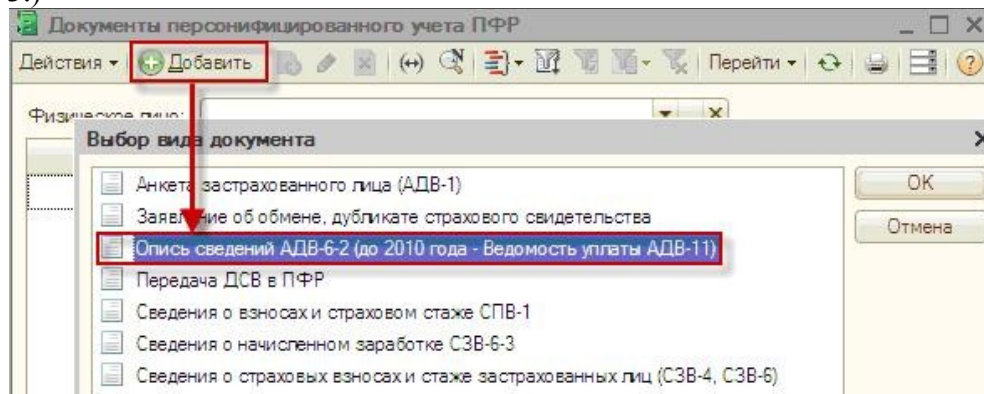 Документы персонифицированного учета ПФР
Действия Добавить Перейти
Физическое лицо:
Выбор вида документа
Анкета застрахованного лица (АДВ-1)
OK
Заявление об обмене, дубликате страхового свидетельства
Отмена
Опись сведений АДВ-6-2 (до 2010 года - Ведомость уплаты АДВ-11)
Передача ДСВ в ПФР
Сведения о взносах и страховом стаже СПВ-1
Сведения о начисленном заработке СЗВ-6-3
Сведения о страховых взносах и стаже застрахованных лиц (СЗВ-4, СЗВ-6)